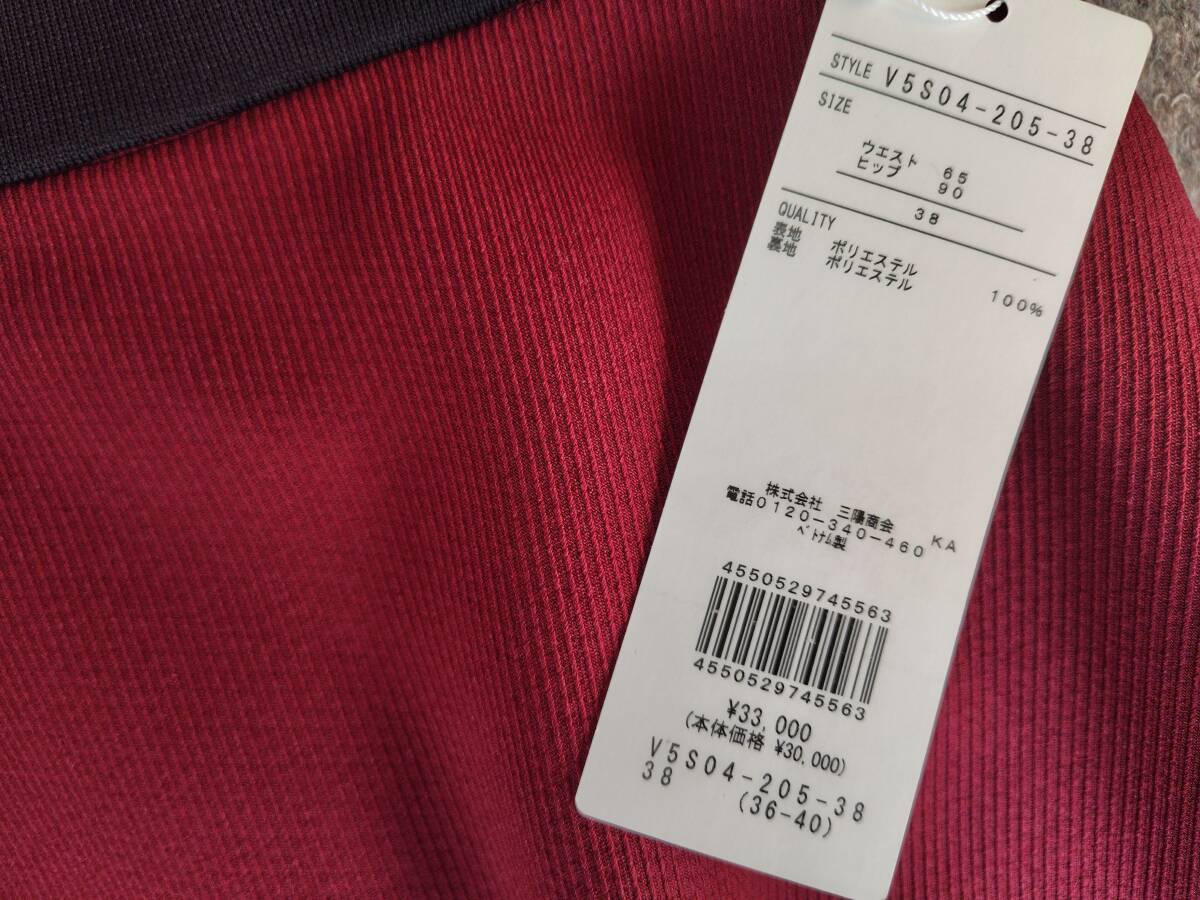 STYLE V5S04-205-38
SIZE
ウエスト 65
ヒップ 90
38
QUALITY
表地 ポリエステル
裏地 ポリエステル 100%
株式会社 三陽商会 KA
電話0120-340-460
ベトナム製
4550529745563
4550529745563
¥33,000
(本体価格 ¥30,000)
V5S04-205-38
38 (36-40)